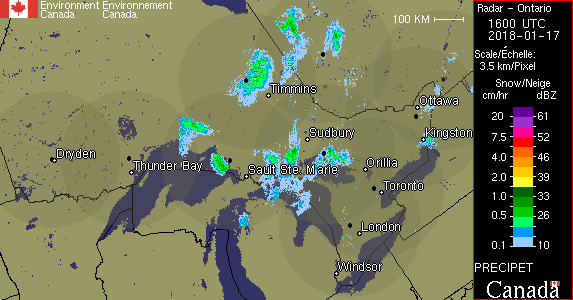 Environment Environnement
Canada Canada
100 KM
Timmins
Ottawa
Sudbury
Kingston
Dryden
Thunder Bay
Sault Ste. Marie
Orillia
Toronto
London
Windsor
Radar - Ontario
1600 UTC
2018-01-17
Scale/Échelle:
3.5 km/Pixel
Snow/Neige
cm/hr dBZ
20 61
7.5 52
4.0 46
2.0 39
1.0 33
0.5 26
0.1 10
PRECIPET
Canada